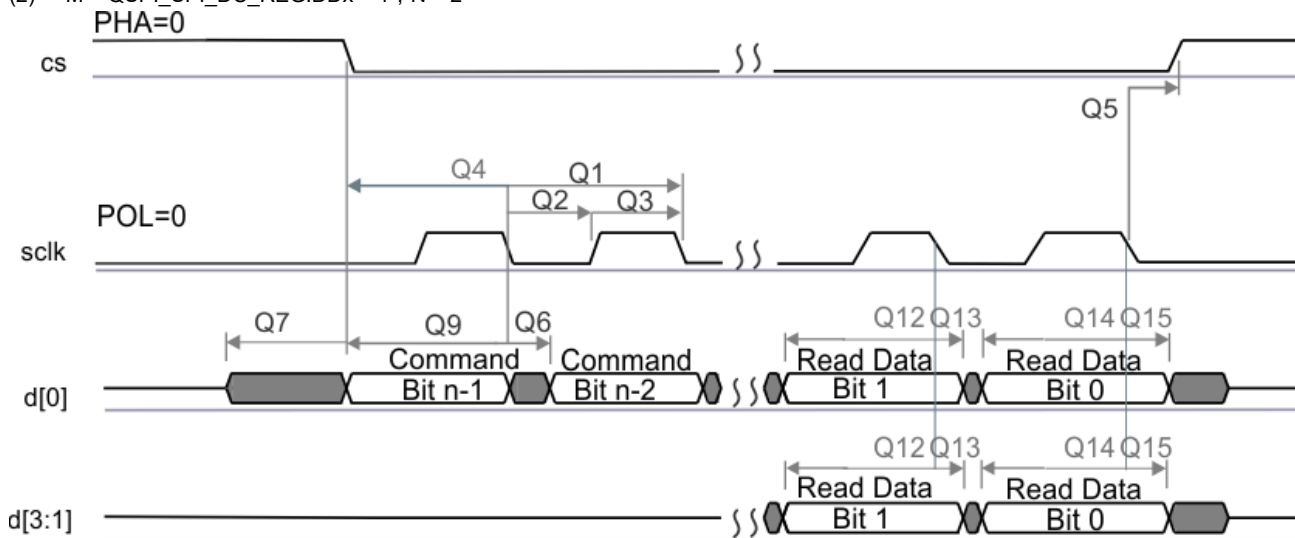 PHA=0
cs
Q5
Q4 Q1
Q2 Q3
POL=0
sclk
Q7 Q9 Q6 Q12 Q13 Q14 Q15
Command Command Read Data Read Data
d[0] Bit n-1 Bit n-2 Bit 1 Bit 0
Q12 Q13 Q14 Q15
Read Data Read Data
d[3:1] Bit 1 Bit 0